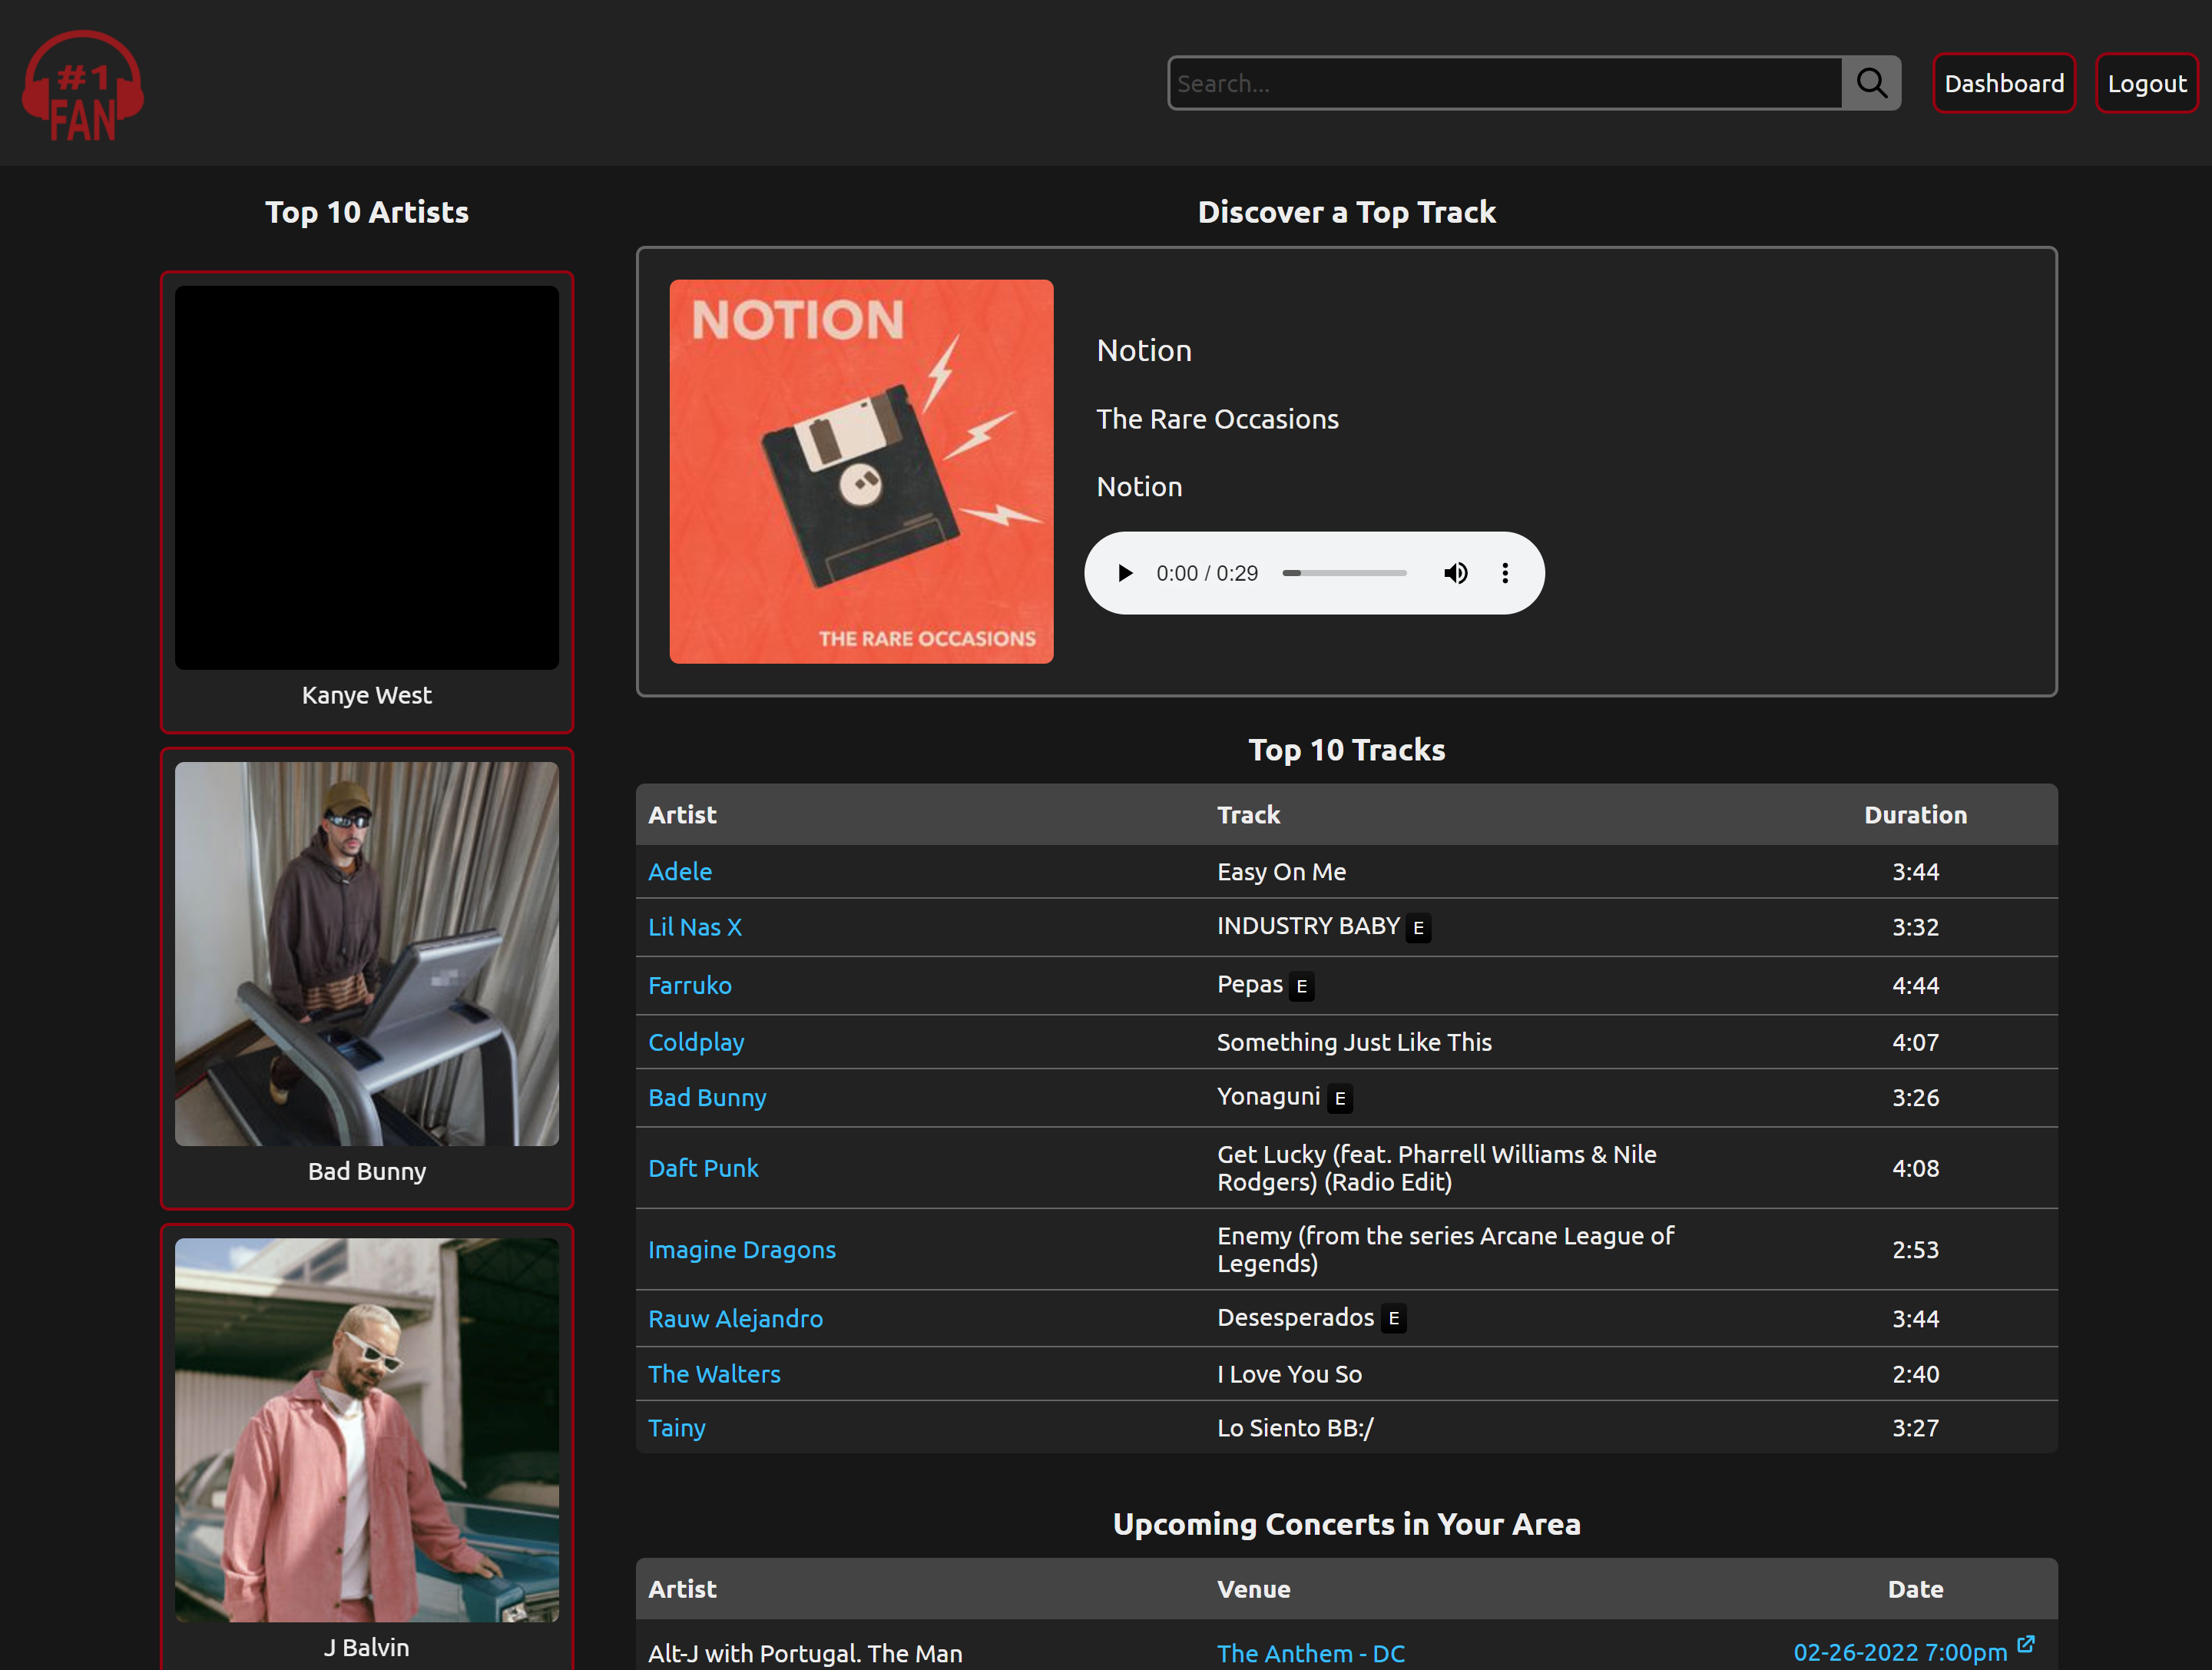 #1
FAN
Search...
Dashboard
Logout
Top 10 Artists
Kanye West
Bad Bunny
J Balvin
Discover a Top Track
NOTION
THE RARE OCCASIONS
Notion
The Rare Occasions
Notion
0:00 / 0:29
Top 10 Tracks
Artist Track Duration
Adele Easy On Me 3:44
Lil Nas X INDUSTRY BABY E 3:32
Farruko Pepas E 4:44
Coldplay Something Just Like This 4:07
Bad Bunny Yonaguni E 3:26
Daft Punk Get Lucky (feat. Pharrell Williams & Nile
Rodgers) (Radio Edit) 4:08
Imagine Dragons Enemy (from the series Arcane League of
Legends) 2:53
Rauw Alejandro Desesperados E 3:44
The Walters I Love You So 2:40
Tainy Lo Siento BB:/ 3:27
Upcoming Concerts in Your Area
Artist Venue Date
Alt-J with Portugal. The Man The Anthem - DC 02-26-2022 7:00pm